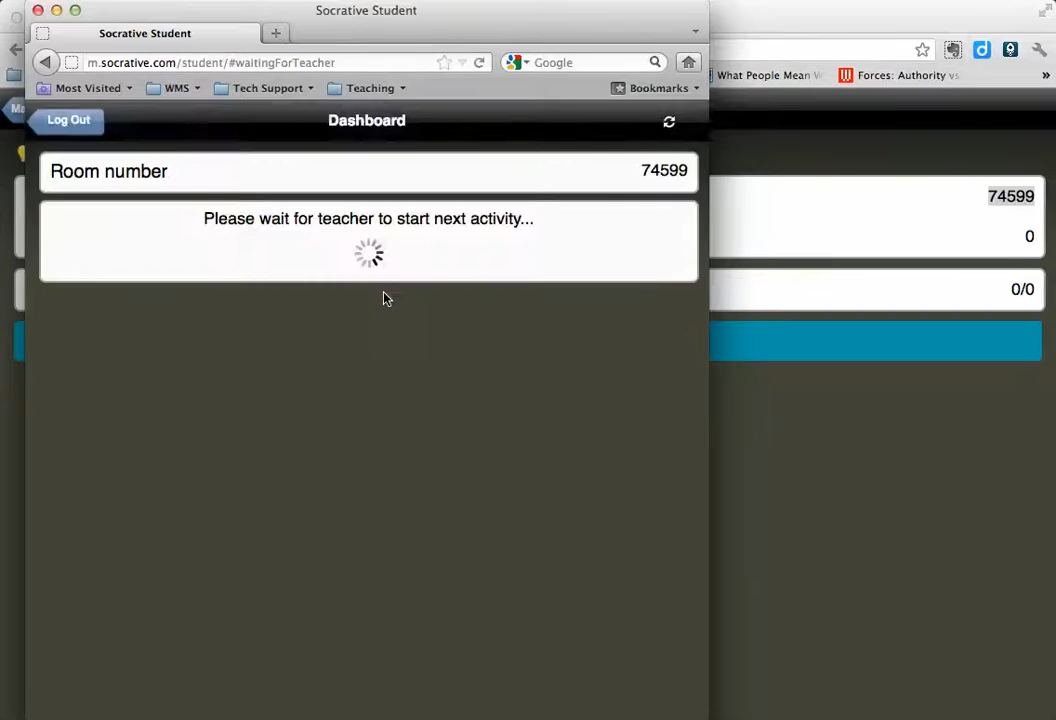 Socrative Student
Socrative Student
m.socrative.com/student/#waitingForTeacher
Google
Most Visited
WMS
Tech Support
Teaching
Bookmarks
What People Mean W
Forces: Authority vs
»
Log Out
Dashboard
Room number 74599
Please wait for teacher to start next activity...
74599
0
0/0